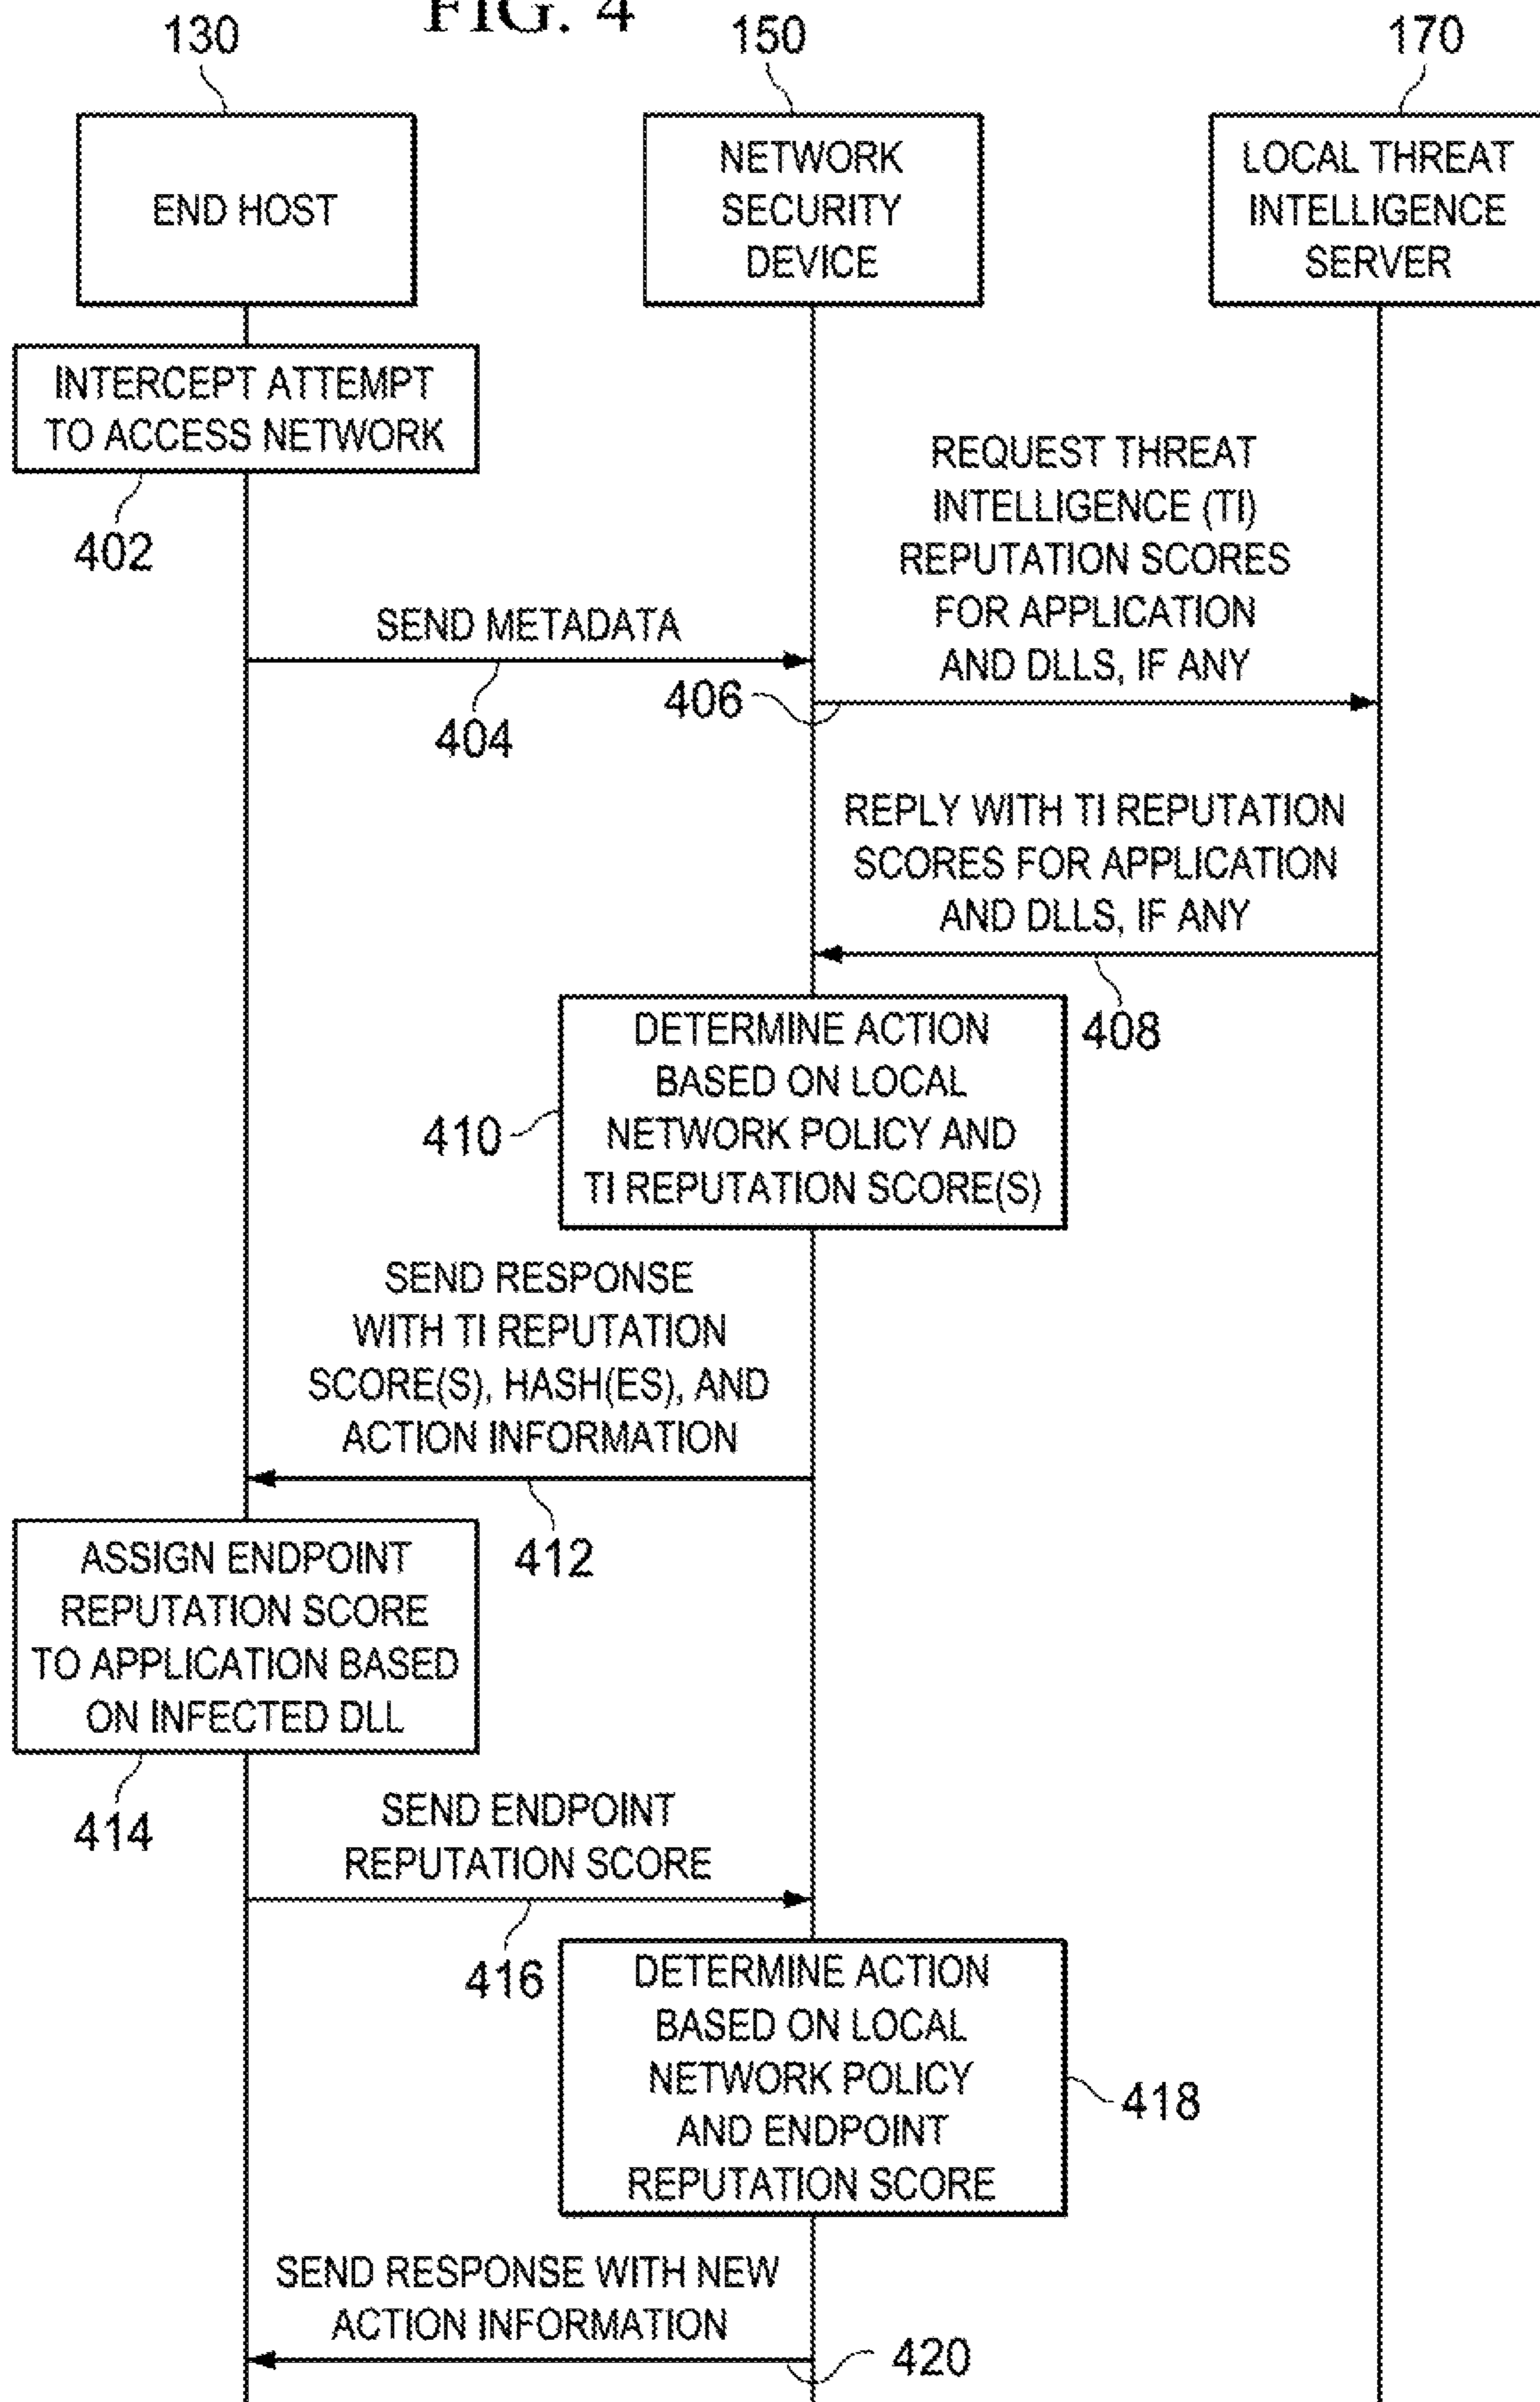 FIG. 4
130
150
170
END HOST
NETWORK
SECURITY
DEVICE
LOCAL THREAT
INTELLIGENCE
SERVER
INTERCEPT ATTEMPT
TO ACCESS NETWORK
402
REQUEST THREAT
INTELLIGENCE (TI)
REPUTATION SCORES
FOR APPLICATION
AND DLLS, IF ANY
SEND METADATA
404
406
REPLY WITH TI REPUTATION
SCORES FOR APPLICATION
AND DLLS, IF ANY
408
DETERMINE ACTION
BASED ON LOCAL
NETWORK POLICY AND
TI REPUTATION SCORE(S)
410
SEND RESPONSE
WITH TI REPUTATION
SCORE(S), HASH(ES), AND
ACTION INFORMATION
412
ASSIGN ENDPOINT
REPUTATION SCORE
TO APPLICATION BASED
ON INFECTED DLL
414
SEND ENDPOINT
REPUTATION SCORE
416
DETERMINE ACTION
BASED ON LOCAL
NETWORK POLICY
AND ENDPOINT
REPUTATION SCORE
418
SEND RESPONSE WITH NEW
ACTION INFORMATION
420